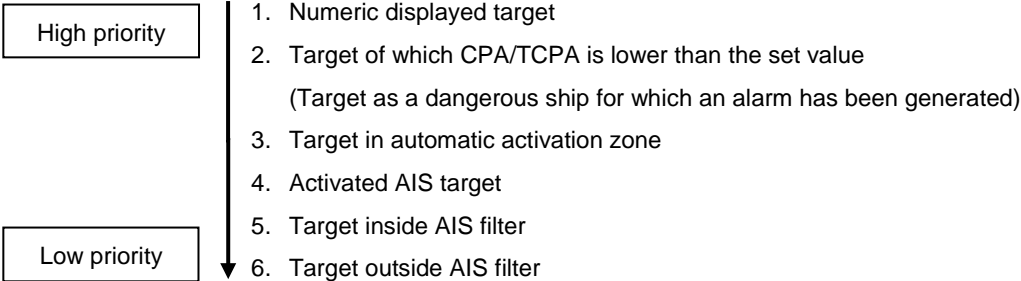 High priority
1. Numeric displayed target
2. Target of which CPA/TCPA is lower than the set value
(Target as a dangerous ship for which an alarm has been generated)
3. Target in automatic activation zone
4. Activated AIS target
5. Target inside AIS filter
Low priority
6. Target outside AIS filter